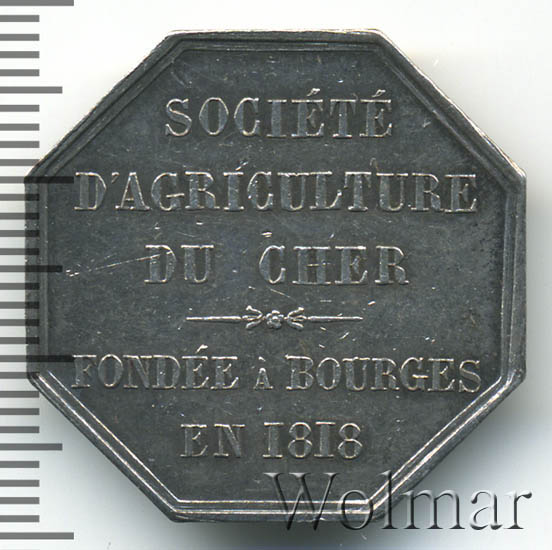 SOCIÉTÉ
D'AGRICULTURE
DU CHER
FONDÉE À BOURGES
EN 1818
Wolmar